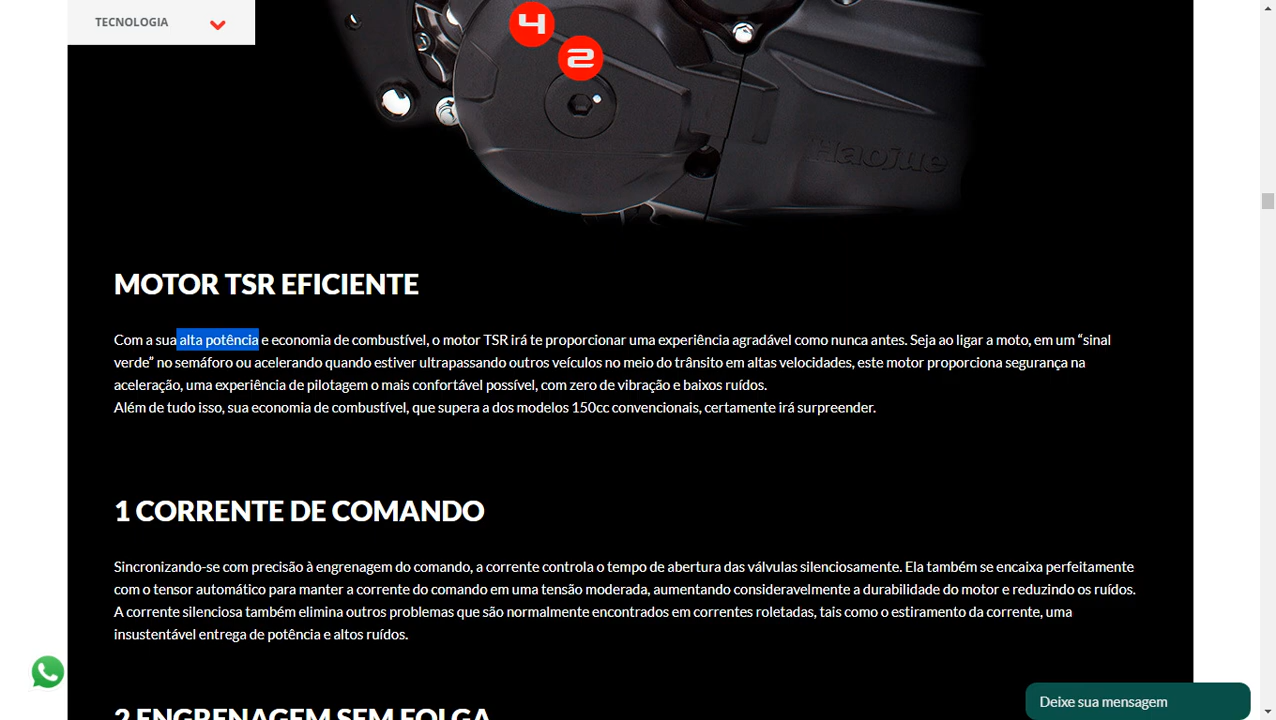 TECNOLOGIA
4
2
Haojue
MOTOR TSR EFICIENTE
Com a sua alta potência e economia de combustível, o motor TSR irá te proporcionar uma experiência agradável como nunca antes. Seja ao ligar a moto, em um “sinal
verde” no semáforo ou acelerando quando estiver ultrapassando outros veículos no meio do trânsito em altas velocidades, este motor proporciona segurança na
aceleração, uma experiência de pilotagem o mais confortável possível, com zero de vibração e baixos ruídos.
Além de tudo isso, sua economia de combustível, que supera a dos modelos 150cc convencionais, certamente irá surpreender.
1 CORRENTE DE COMANDO
Sincronizando-se com precisão à engrenagem do comando, a corrente controla o tempo de abertura das válvulas silenciosamente. Ela também se encaixa perfeitamente
com o tensor automático para manter a corrente do comando em uma tensão moderada, aumentando consideravelmente a durabilidade do motor e reduzindo os ruídos.
A corrente silenciosa também elimina outros problemas que são normalmente encontrados em correntes roletadas, tais como o estiramento da corrente, uma
insustentável entrega de potência e altos ruídos.
2 ENGRENAGEM SEM FOLGA
Deixe sua mensagem